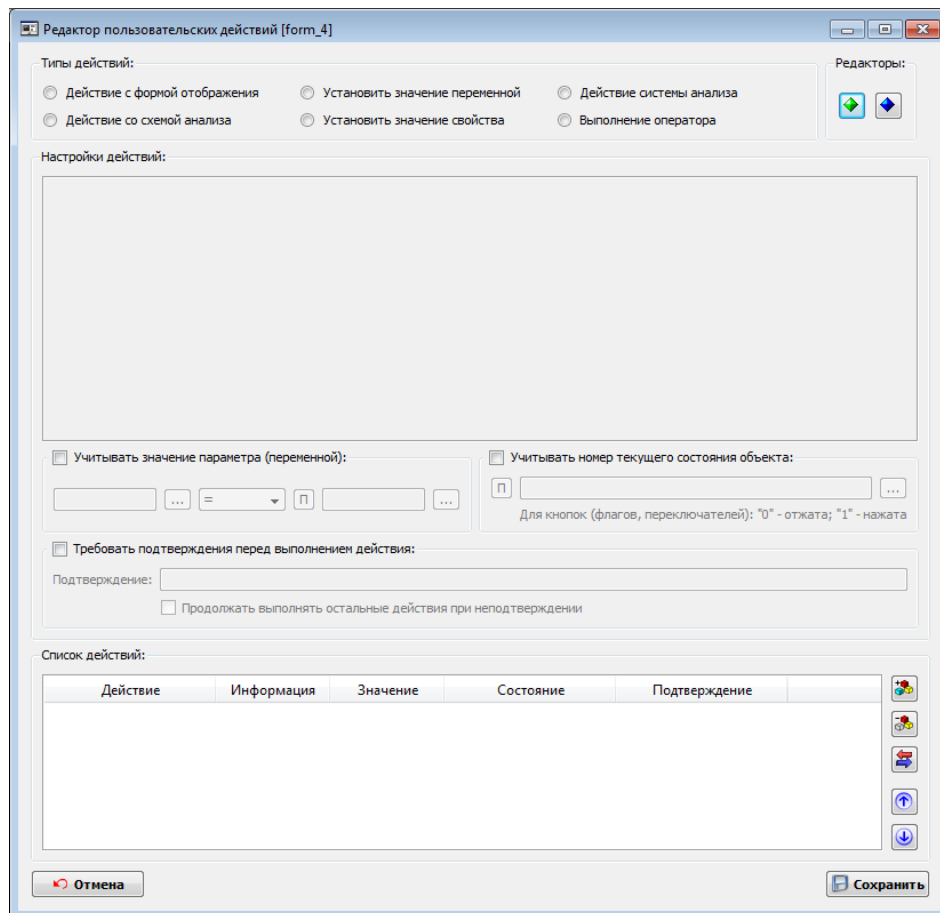 Редактор пользовательских действий [form_4]
Типы действий:
Редакторы:
Действие с формой отображения
Установить значение переменной
Действие системы анализа
Действие со схемой анализа
Установить значение свойства
Выполнение оператора
Настройки действий:
Учитывать значение параметра (переменной):
Учитывать номер текущего состояния объекта:
... = П ...
П ...
Для кнопок (флагов, переключателей): "0" - отжата; "1" - нажата
Требовать подтверждения перед выполнением действия:
Подтверждение:
Продолжать выполнять остальные действия при неподтверждении
Список действий:
Действие Информация Значение Состояние Подтверждение
Отмена
Сохранить